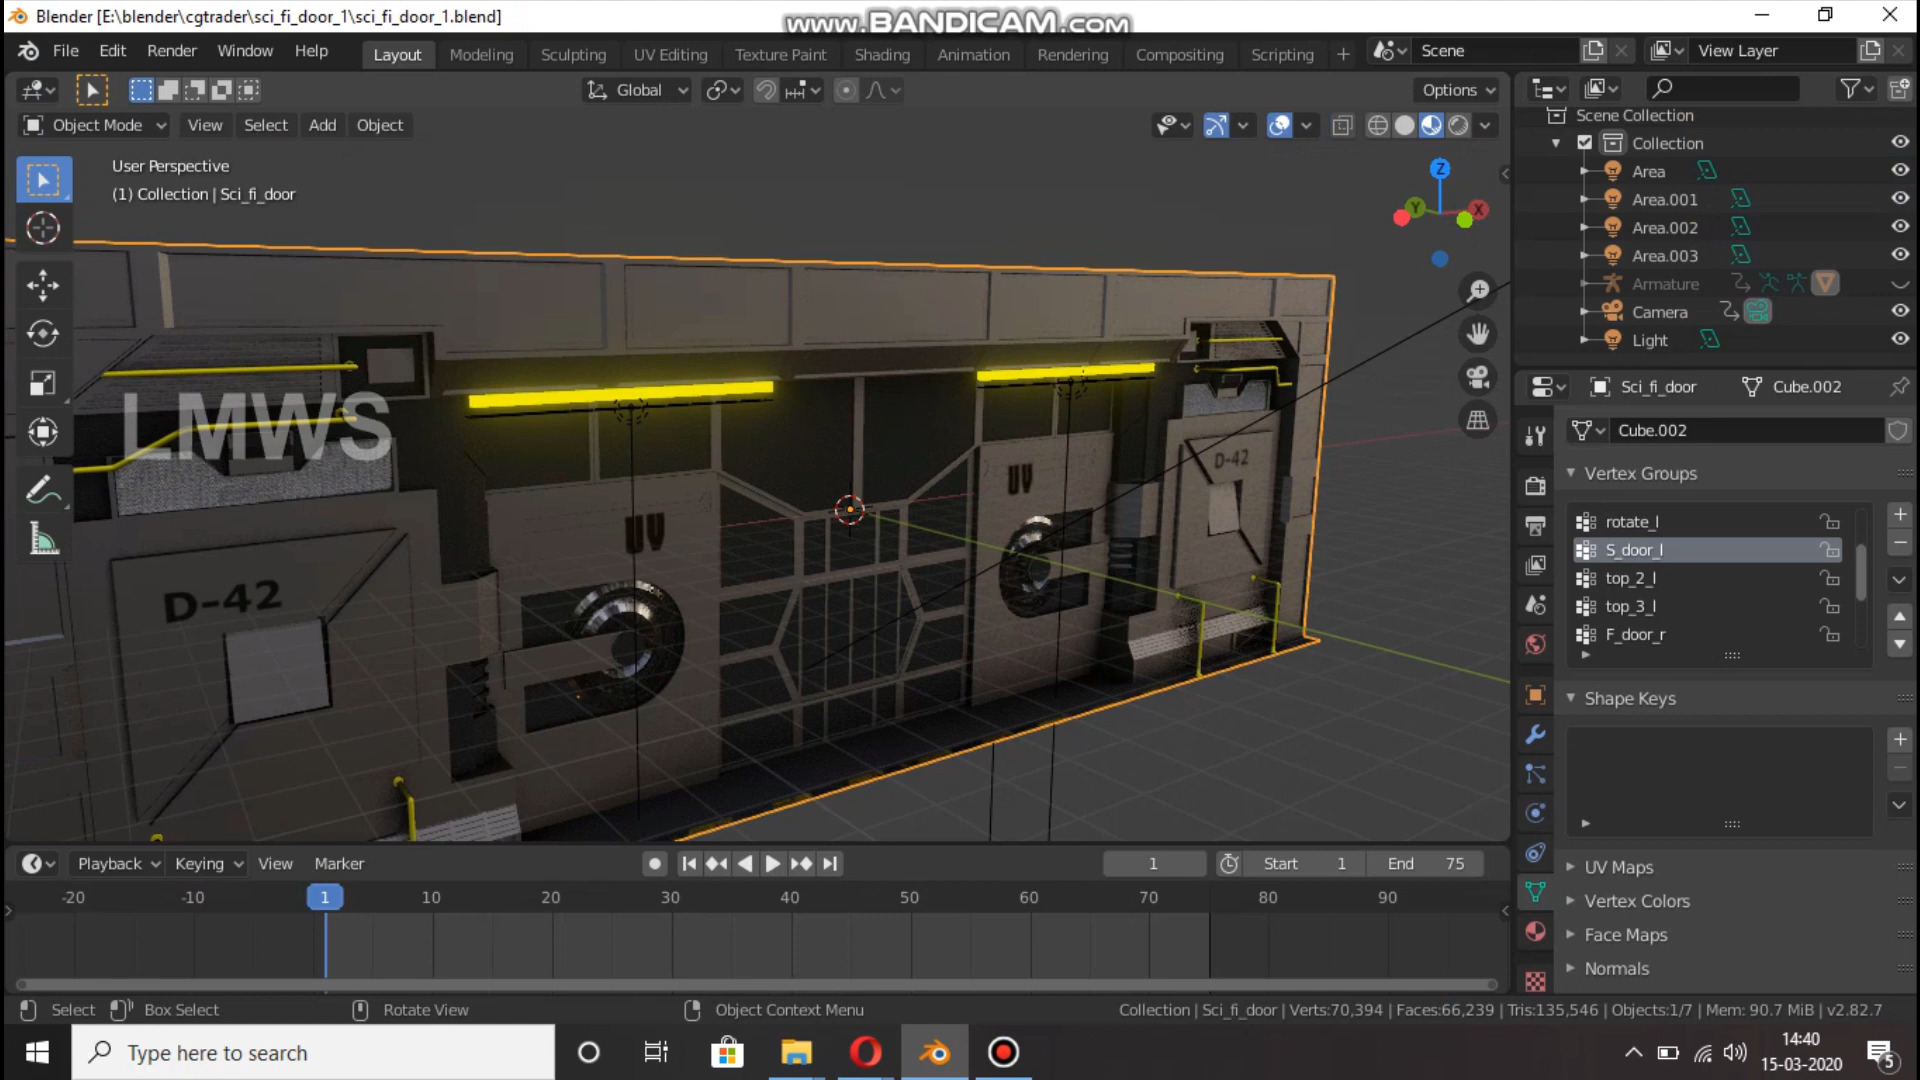 Blender [E:\blender\cgtrader\sci_fi_door_1\sci_fi_door_1.blend]
www.BANDICAM.com
File Edit Render Window Help
Layout Modeling Sculpting UV Editing Texture Paint Shading Animation Rendering Compositing Scripting +
Scene
View Layer
Global
Options
Object Mode View Select Add Object
User Perspective
(1) Collection | Sci_fi_door
Z
Y
X
LMWS
UV
D-42
UV
D-42
Scene Collection
Collection
Area
Area.001
Area.002
Area.003
Armature
Camera
Light
Sci_fi_door
Cube.002
Cube.002
Vertex Groups
rotate_l
S_door_l
top_2_l
top_3_l
F_door_r
Shape Keys
UV Maps
Vertex Colors
Face Maps
Normals
Playback Keying View Marker
1
Start 1
End 75
-20 -10 1 10 20 30 40 50 60 70 80 90
Select Box Select Rotate View Object Context Menu
Collection | Sci_fi_door | Verts:70,394 | Faces:66,239 | Tris:135,546 | Objects:1/7 | Mem: 90.7 MiB | v2.82.7
Type here to search
14:40
15-03-2020
5